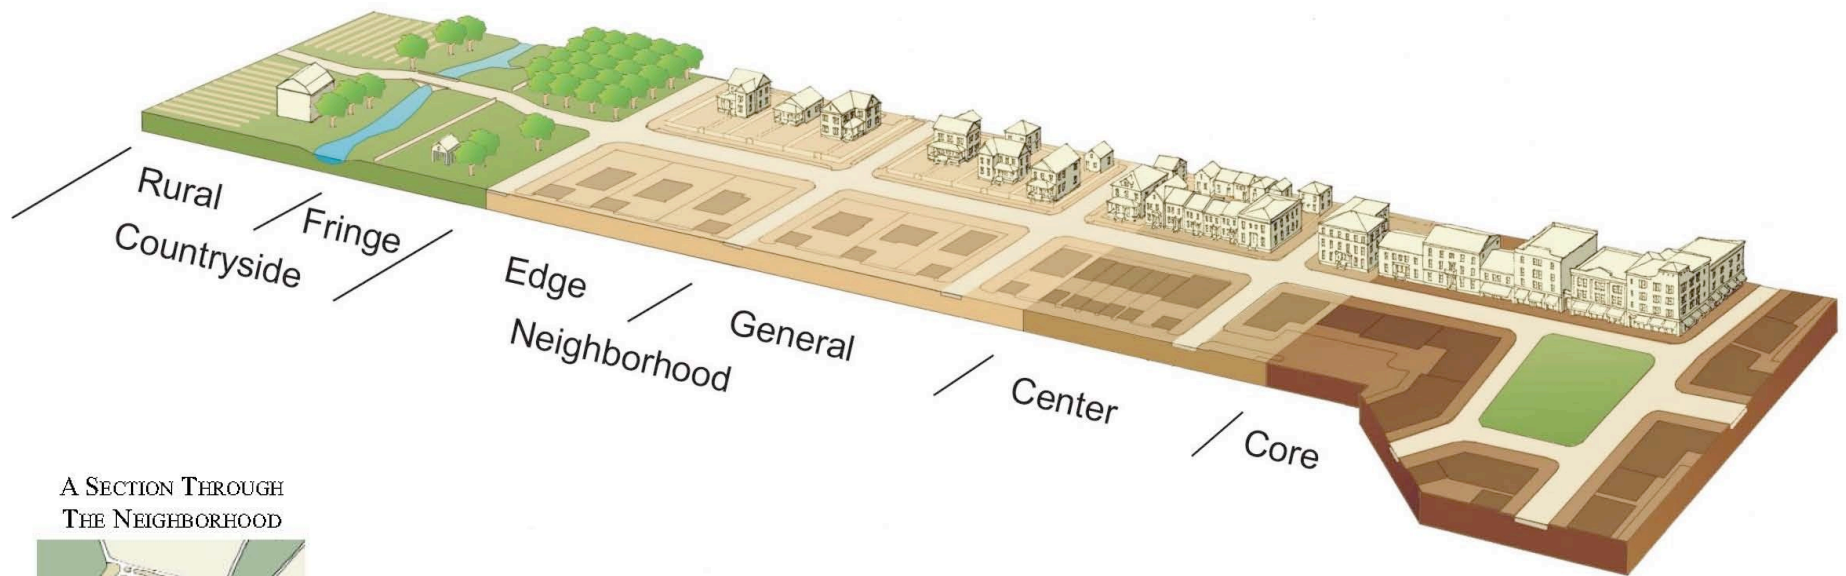 Rural
Fringe
Countryside
Edge
General
Neighborhood
Center
Core
A SECTION THROUGH
THE NEIGHBORHOOD